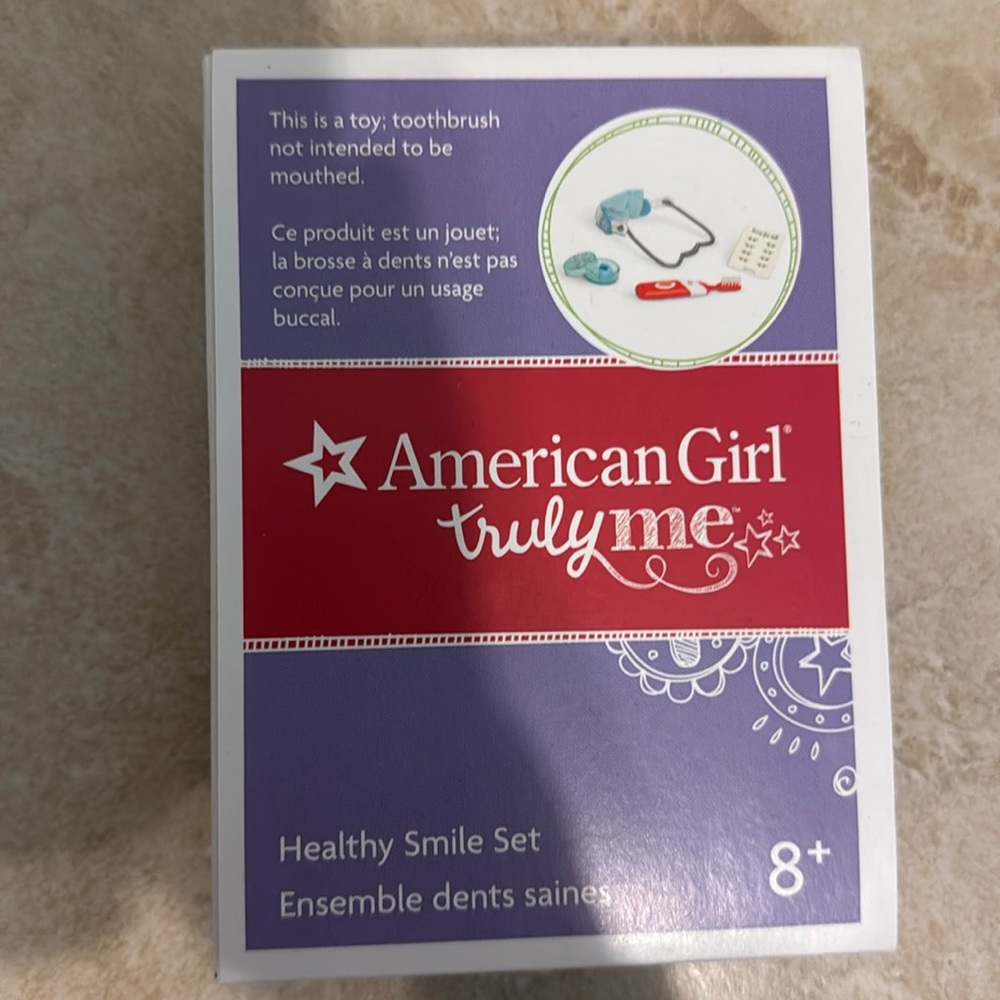 This is a toy; toothbrush
not intended to be
mouthed.
Ce produit est un jouet;
la brosse à dents n'est pas
conçue pour un usage
buccal.
American Girl®
truly me™
Healthy Smile Set
Ensemble dents saines
8+